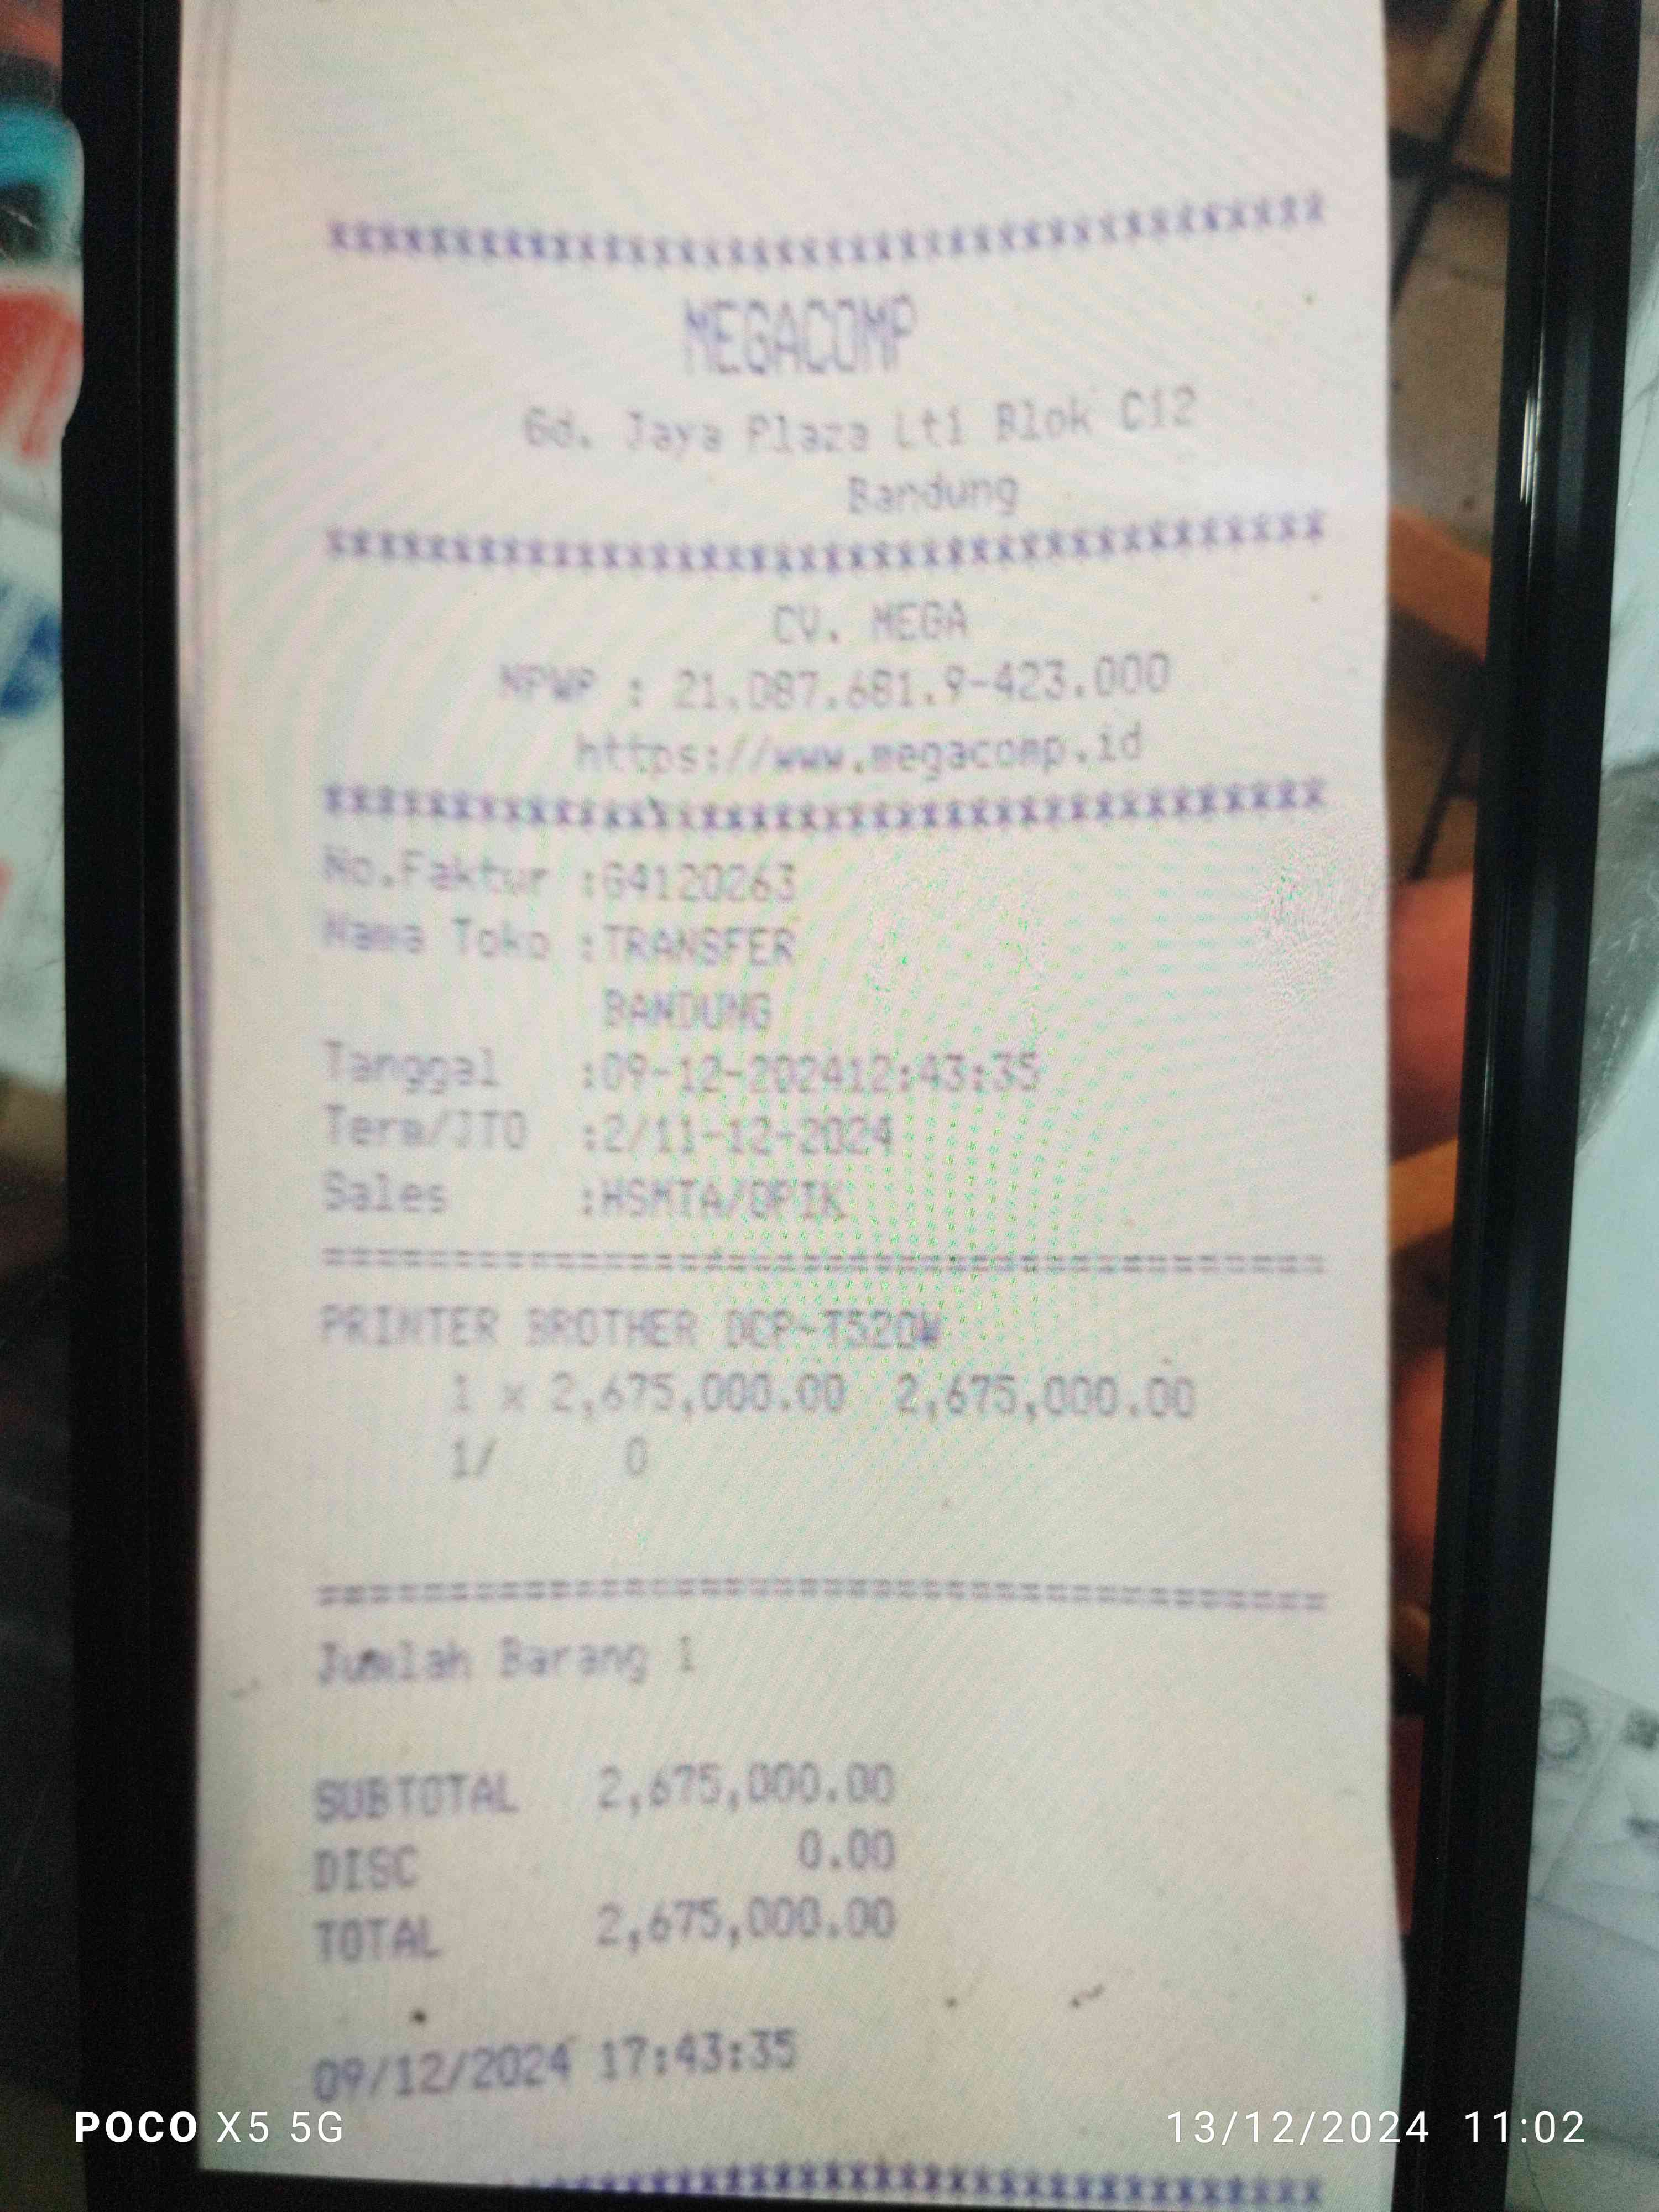 ************************************************
MEGACOMP
Gd. Jaya Plaza Lt1 Blok C12
Bandung
************************************************
CV. MEGA
NPWP : 21.087.681.9-423.000
https://www.megacomp.id
************************************************
No.Faktur :G4120263
Nama Toko :TRANSFER
BANDUNG
Tanggal :09-12-202412:43:35
Term/JTO :2/11-12-2024
Sales :HSMTA/OPIK
================================================
PRINTER BROTHER DCP-T520W
1 x 2,675,000.00 2,675,000.00
1/ 0
================================================
Jumlah Barang 1
SUBTOTAL 2,675,000.00
DISC 0.00
TOTAL 2,675,000.00
09/12/2024 17:43:35
POCO X5 5G 13/12/2024 11:02
************************************************